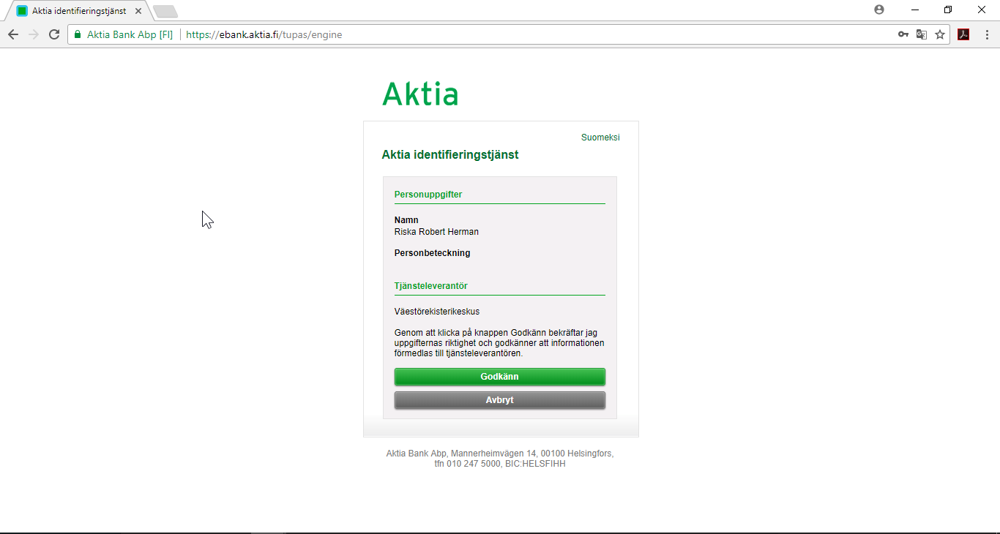 Aktia identifieringstjänst
Aktia Bank Abp [FI] https://ebank.aktia.fi/tupas/engine
Aktia
Suomeksi
Aktia identifieringstjänst
Personuppgifter
Namn
Riska Robert Herman
Personbeteckning
Tjänsteleverantör
Väestörekisterikeskus
Genom att klicka på knappen Godkänn bekräftar jag
uppgifternas riktighet och godkänner att informationen
förmedlas till tjänsteleverantören.
Godkänn
Avbryt
Aktia Bank Abp, Mannerheimvägen 14, 00100 Helsingfors,
tfn 010 247 5000, BIC:HELSFIHH